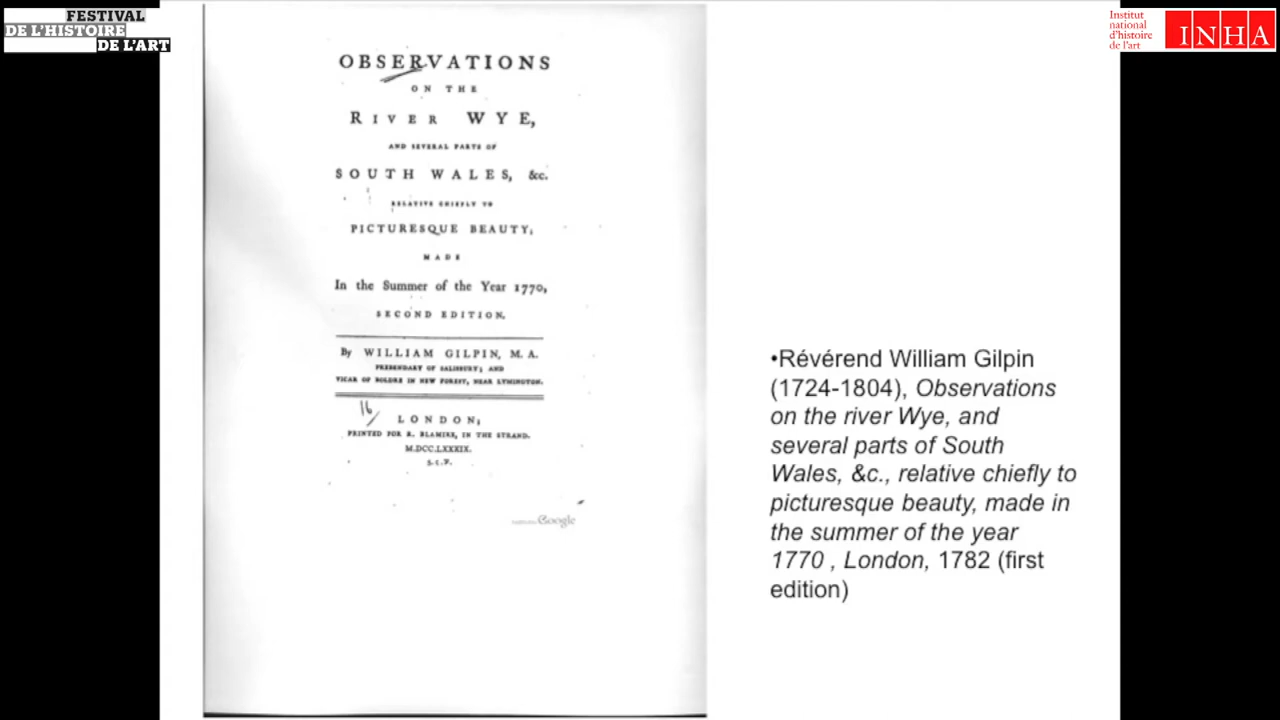 FESTIVAL
DE L'HISTOIRE
DE L'ART
Institut
national
d'histoire
de l'art
INHA
OBSERVATIONS
ON THE
RIVER WYE,
AND SEVERAL PARTS OF
SOUTH WALES, &c.
RELATIVE CHIEFLY TO
PICTURESQUE BEAUTY;
MADE
In the Summer of the Year 1770,
SECOND EDITION.
By WILLIAM GILPIN, M. A.
PREBENDARY OF SALISBURY; AND
VICAR OF BOLDRE IN NEW FOREST, NEAR LYMINGTON.
16
LONDON;
PRINTED FOR R. BLAMIRE, IN THE STRAND.
M.DCC.LXXXIX.
Google
•Révérend William Gilpin
(1724-1804), Observations
on the river Wye, and
several parts of South
Wales, &c., relative chiefly to
picturesque beauty, made in
the summer of the year
1770 , London, 1782 (first
edition)